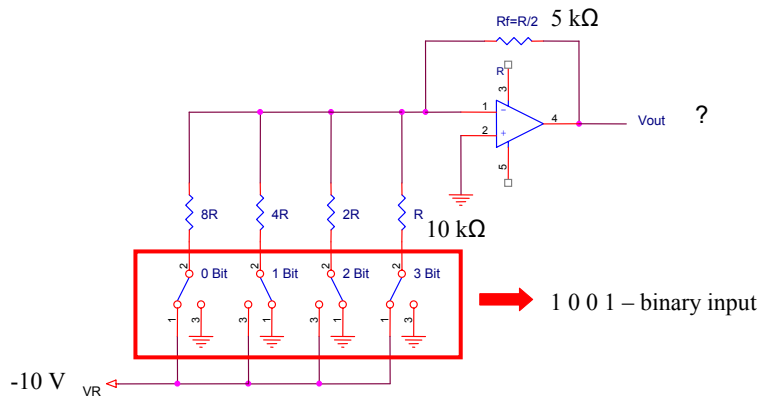 Rf=R/2 5 kΩ
R
3
1
2
4
5
Vout ?
8R 4R 2R R
10 kΩ
2 0 Bit 2 1 Bit 2 2 Bit 2 3 Bit
1 3 3 1 3 1 1 3
1 0 0 1 – binary input
-10 V VR